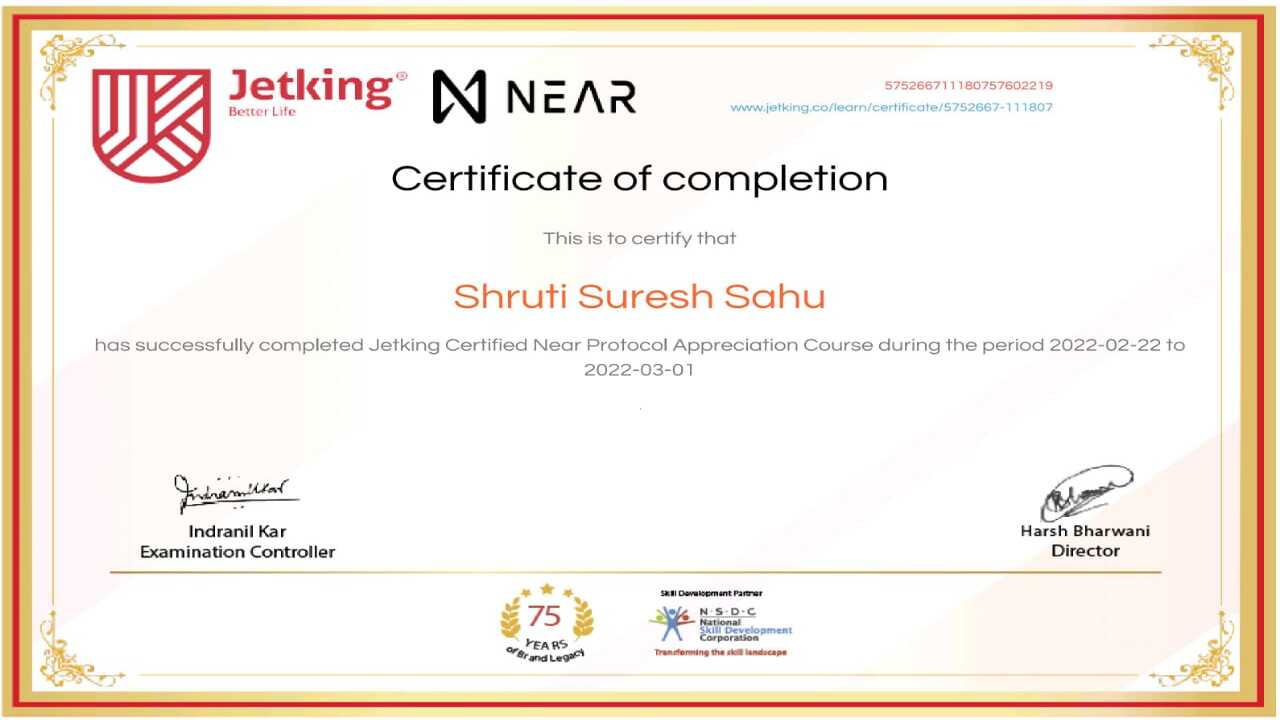 Jetking®
Better Life
NEAR
575266711180757602219
www.jetking.co/learn/certificate/5752667-111807
Certificate of completion
This is to certify that
Shruti Suresh Sahu
has successfully completed Jetking Certified Near Protocol Appreciation Course during the period 2022-02-22 to
2022-03-01
Indranil Kar
Indranil Kar
Examination Controller
Harsh Bharwani
Director
75
YEARS
of Brand Legacy
Skill Development Partner
N·S·D·C
National
Skill Development
Corporation
Transforming the skill landscape